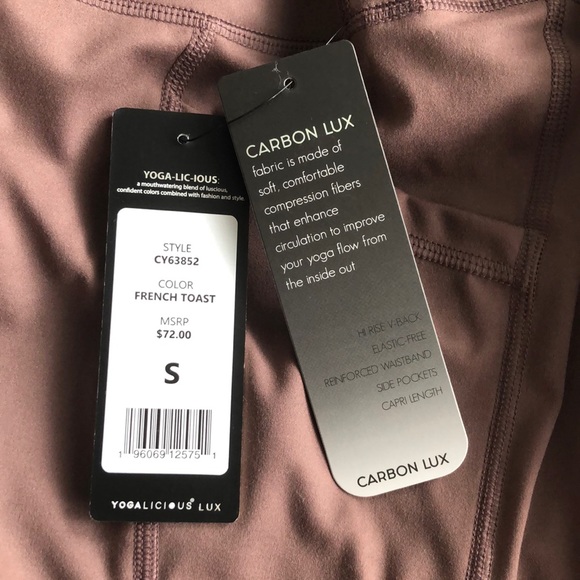 YOGA-LIC-IOUS:
a mouthwatering blend of luscious,
confident colors combined with fashion and style.
STYLE
CY63852
COLOR
FRENCH TOAST
MSRP
$72.00
S
1 96069 12575 1
YOGALICIOUS® LUX
CARBON LUX
fabric is made of
soft, comfortable
compression fibers
that enhance
circulation to improve
your yoga flow from
the inside out
HI RISE V-BACK
ELASTIC-FREE
REINFORCED WAISTBAND
SIDE POCKETS
CAPRI LENGTH
CARBON LUX